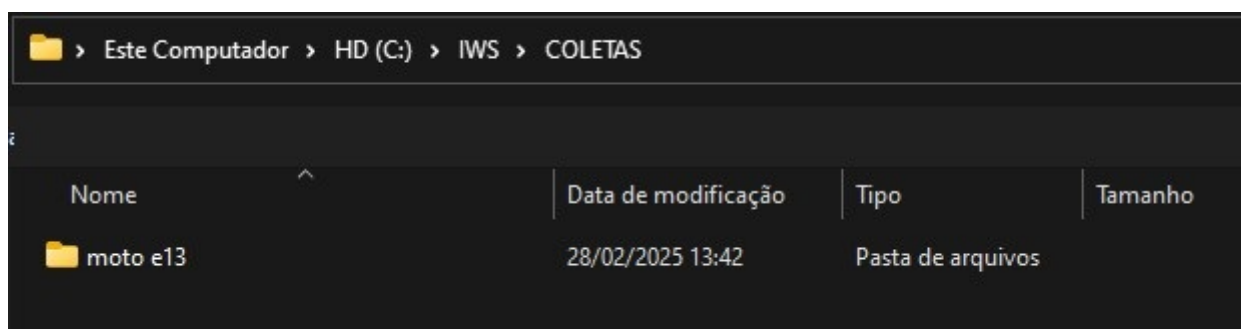 Este Computador > HD (C:) > IWS > COLETAS
Nome Data de modificação Tipo Tamanho
moto e13 28/02/2025 13:42 Pasta de arquivos